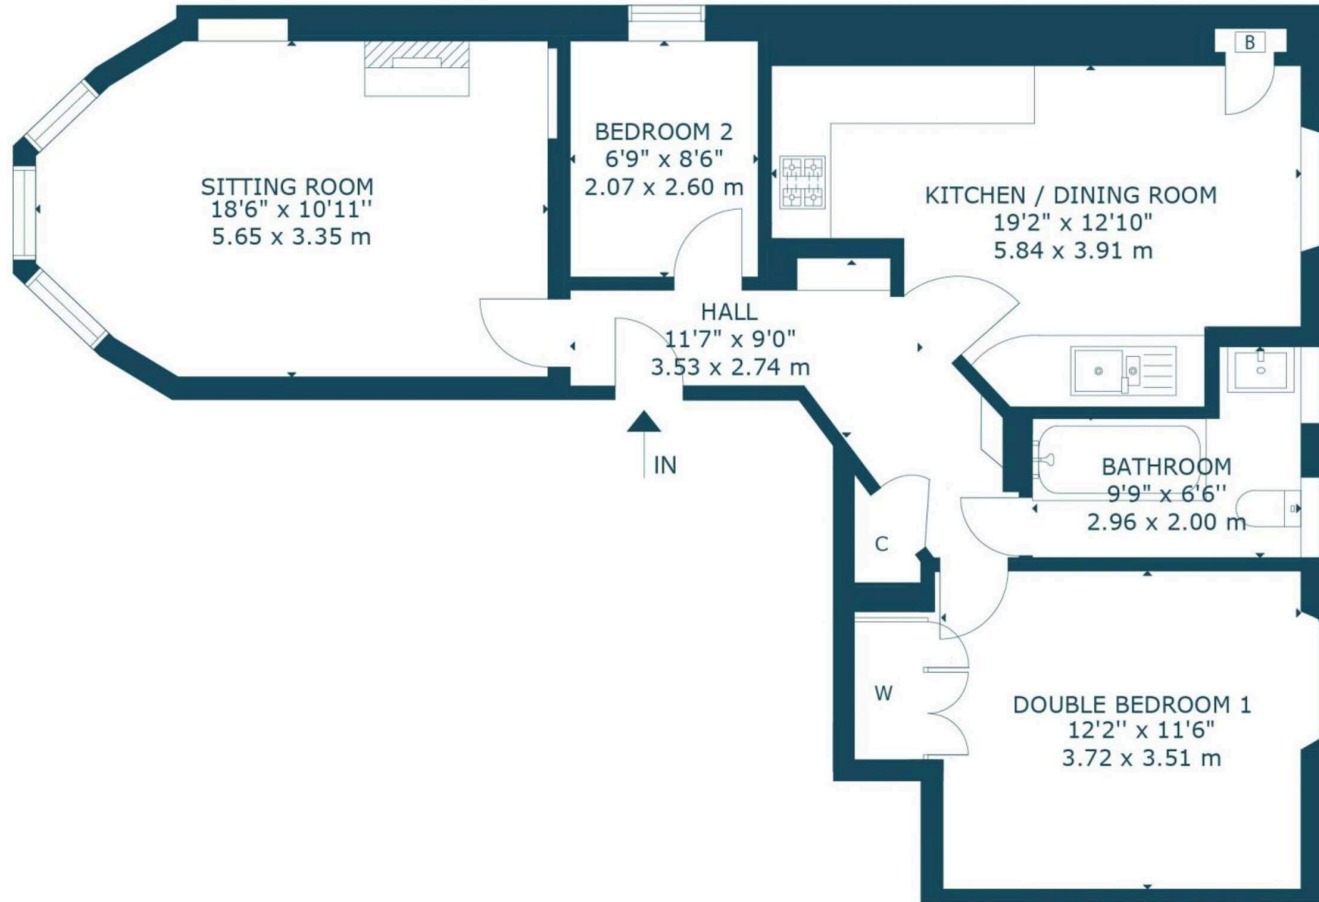 B
BEDROOM 2
6'9" x 8'6"
2.07 x 2.60 m
SITTING ROOM
18'6" x 10'11''
5.65 x 3.35 m
KITCHEN / DINING ROOM
19'2" x 12'10"
5.84 x 3.91 m
HALL
11'7" x 9'0"
3.53 x 2.74 m
IN
BATHROOM
9'9" x 6'6''
2.96 x 2.00 m
C
W
DOUBLE BEDROOM 1
12'2'' x 11'6"
3.72 x 3.51 m